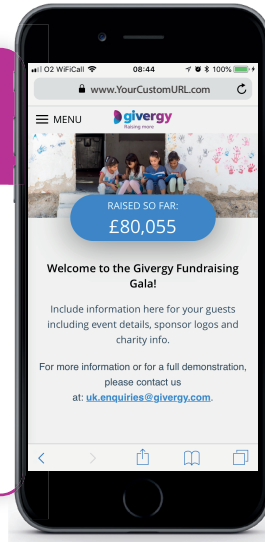 O2 WiFiCall 08:44 100%
www.YourCustomURL.com
MENU givergy
Raising more
RAISED SO FAR:
£80,055
Welcome to the Givergy Fundraising
Gala!
Include information here for your guests
including event details, sponsor logos and
charity info.
For more information or for a full demonstration,
please contact us
at: uk.enquiries@givergy.com.